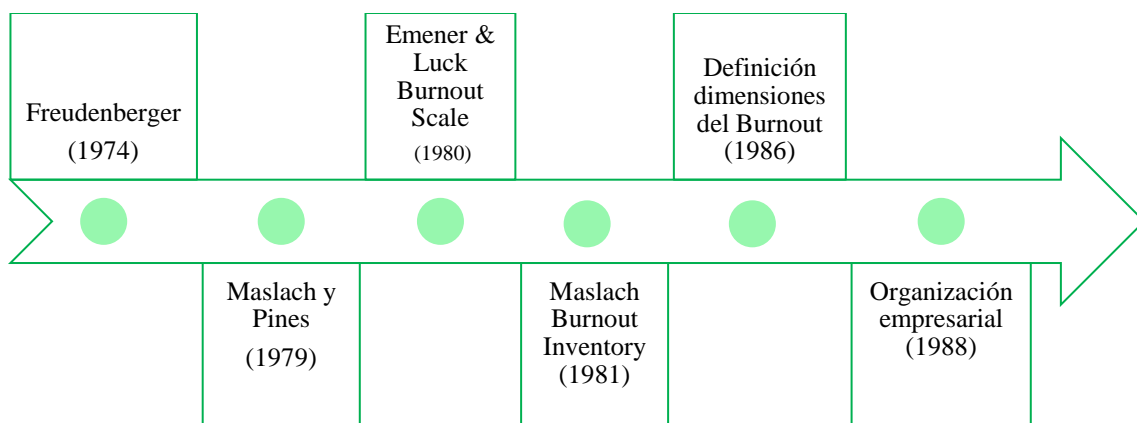 Freudenberger
(1974)
Maslach y
Pines
(1979)
Emener &
Luck
Burnout
Scale
(1980)
Maslach
Burnout
Inventory
(1981)
Definición
dimensiones
del Burnout
(1986)
Organización
empresarial
(1988)